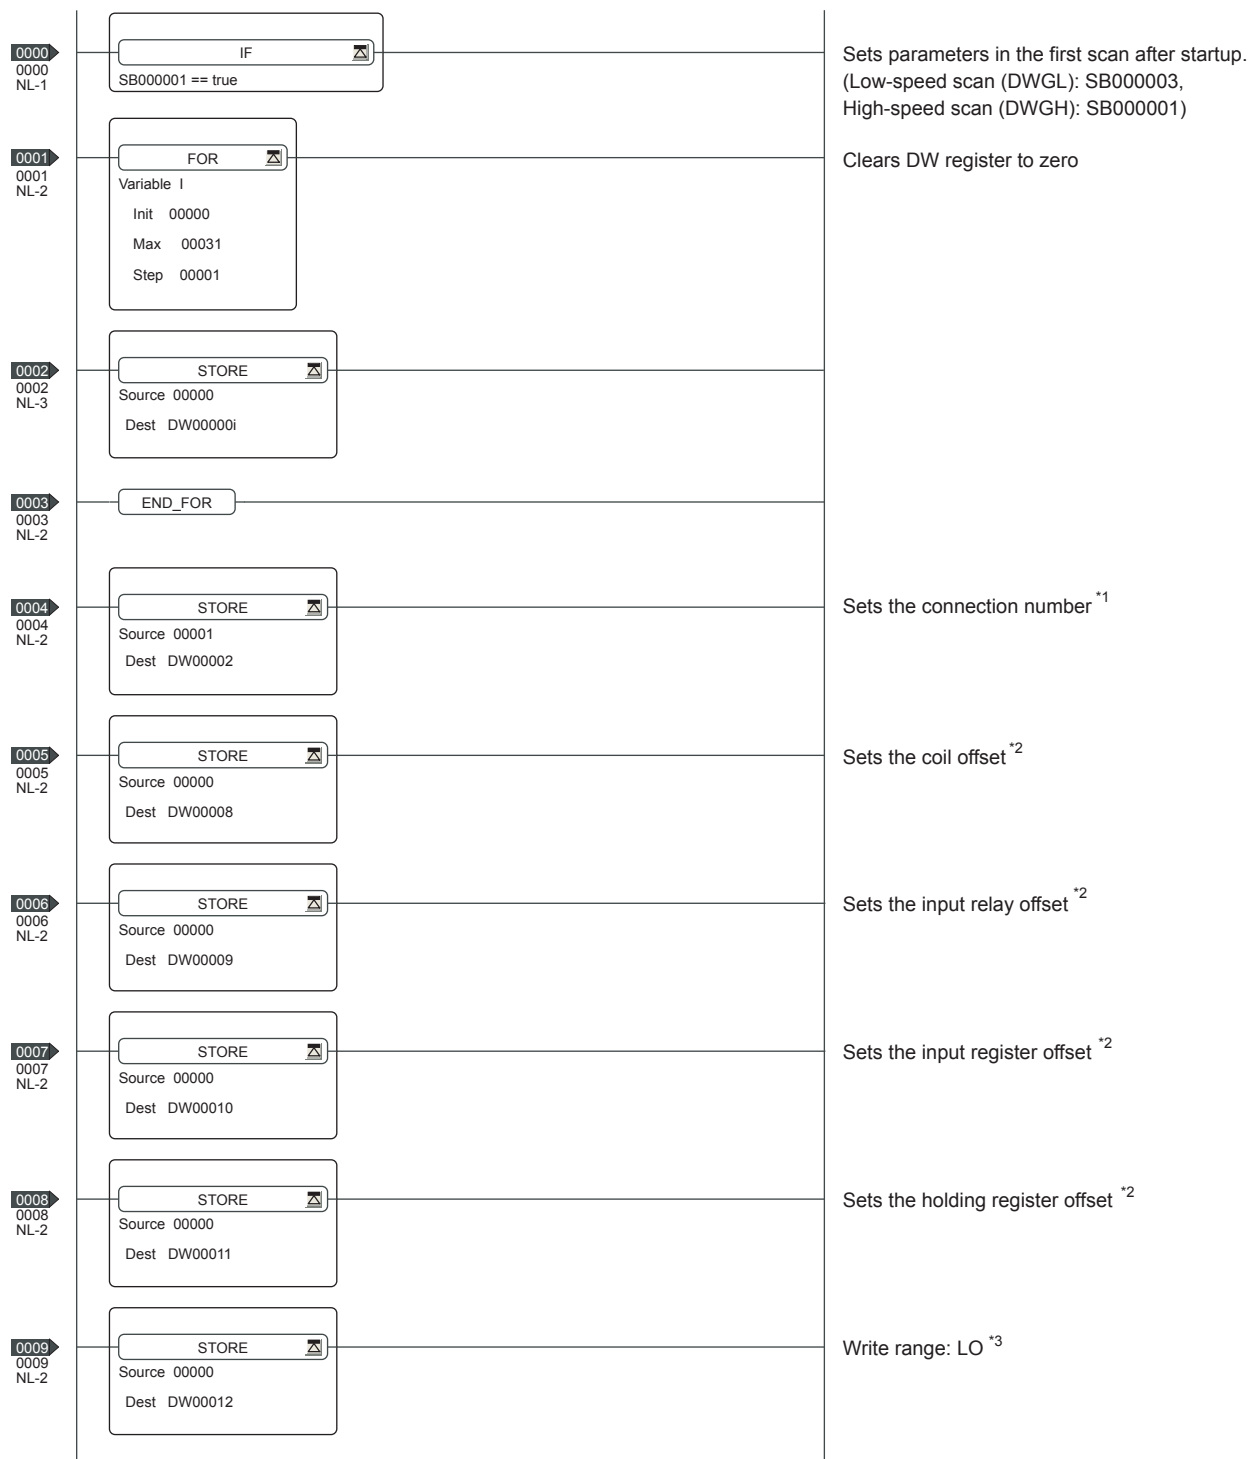 0000
0000
NL-1
IF
SB000001 == true
Sets parameters in the first scan after startup.
(Low-speed scan (DWGL): SB000003,
High-speed scan (DWGH): SB000001)
0001
0001
NL-2
FOR
Variable I
Init 00000
Max 00031
Step 00001
Clears DW register to zero
0002
0002
NL-3
STORE
Source 00000
Dest DW00000i
0003
0003
NL-2
END_FOR
0004
0004
NL-2
STORE
Source 00001
Dest DW00002
Sets the connection number *1
0005
0005
NL-2
STORE
Source 00000
Dest DW00008
Sets the coil offset *2
0006
0006
NL-2
STORE
Source 00000
Dest DW00009
Sets the input relay offset *2
0007
0007
NL-2
STORE
Source 00000
Dest DW00010
Sets the input register offset *2
0008
0008
NL-2
STORE
Source 00000
Dest DW00011
Sets the holding register offset *2
0009
0009
NL-2
STORE
Source 00000
Dest DW00012
Write range: LO *3